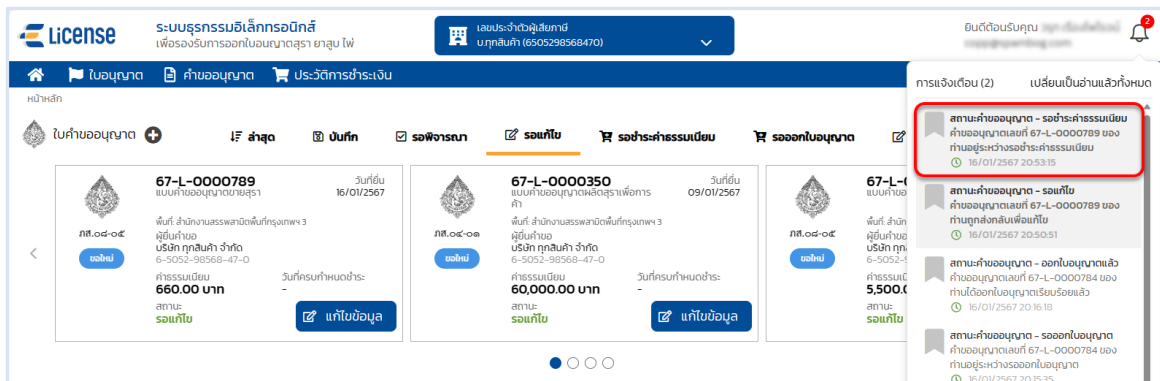 License
ระบบธุรกรรมอิเล็กทรอนิกส์
เพื่อรองรับการออกใบอนุญาตสุรา ยาสูบ ไพ่
เลขประจำตัวผู้เสียภาษี
บ.ทุกสินค้า (6505298568470)
ยินดีต้อนรับคุณ
2
ใบอนุญาต
คำขออนุญาต
ประวัติการชำระเงิน
หน้าหลัก
ใบคำขออนุญาต
ล่าสุด
บันทึก
รอพิจารณา
รอแก้ไข
รอชำระค่าธรรมเนียม
รอออกใบอนุญาต
67-L-0000789
วันที่ยื่น
แบบคำขออนุญาตขายสุรา
16/01/2567
พื้นที่: สำนักงานสรรพสามิตพื้นที่กรุงเทพฯ 3
ภส.๐๘-๐๕
ผู้ยื่นคำขอ
บริษัท ทุกสินค้า จำกัด
ขอใหม่
6-5052-98568-47-0
ค่าธรรมเนียม
วันที่ครบกำหนดชำระ:
660.00 บาท
-
สถานะ:
รอแก้ไข
แก้ไขข้อมูล
67-L-0000350
วันที่ยื่น
แบบคำขออนุญาตผลิตสุราเพื่อการค้า
09/01/2567
พื้นที่: สำนักงานสรรพสามิตพื้นที่กรุงเทพฯ 3
ภส.๐๔-๐๑
ผู้ยื่นคำขอ
บริษัท ทุกสินค้า จำกัด
ขอใหม่
6-5052-98568-47-0
ค่าธรรมเนียม
วันที่ครบกำหนดชำระ:
60,000.00 บาท
-
สถานะ:
รอแก้ไข
แก้ไขข้อมูล
67-L-0
แบบคำขอ
พื้นที่: สำนัก
ภส.๐๘-๐๕
ผู้ยื่นคำขอ
บริษัท ทุก
ขอใหม่
6-5052-9
ค่าธรรมเนี
5,500.0
สถานะ:
รอแก้ไข
การแจ้งเตือน (2)
เปลี่ยนเป็นอ่านแล้วทั้งหมด
สถานะคำขออนุญาต - รอชำระค่าธรรมเนียม
คำขออนุญาตเลขที่ 67-L-0000789 ของ
ท่านอยู่ระหว่างรอชำระค่าธรรมเนียม
16/01/2567 20:53:15
สถานะคำขออนุญาต - รอแก้ไข
คำขออนุญาตเลขที่ 67-L-0000789 ของ
ท่านถูกส่งกลับเพื่อแก้ไข
16/01/2567 20:50:51
สถานะคำขออนุญาต - ออกใบอนุญาตแล้ว
คำขออนุญาตเลขที่ 67-L-0000784 ของ
ท่านได้ออกใบอนุญาตเรียบร้อยแล้ว
16/01/2567 20:16:18
สถานะคำขออนุญาต - รอออกใบอนุญาต
คำขออนุญาตเลขที่ 67-L-0000784 ของ
ท่านอยู่ระหว่างรอออกใบอนุญาต
16/01/2567 20:15:35